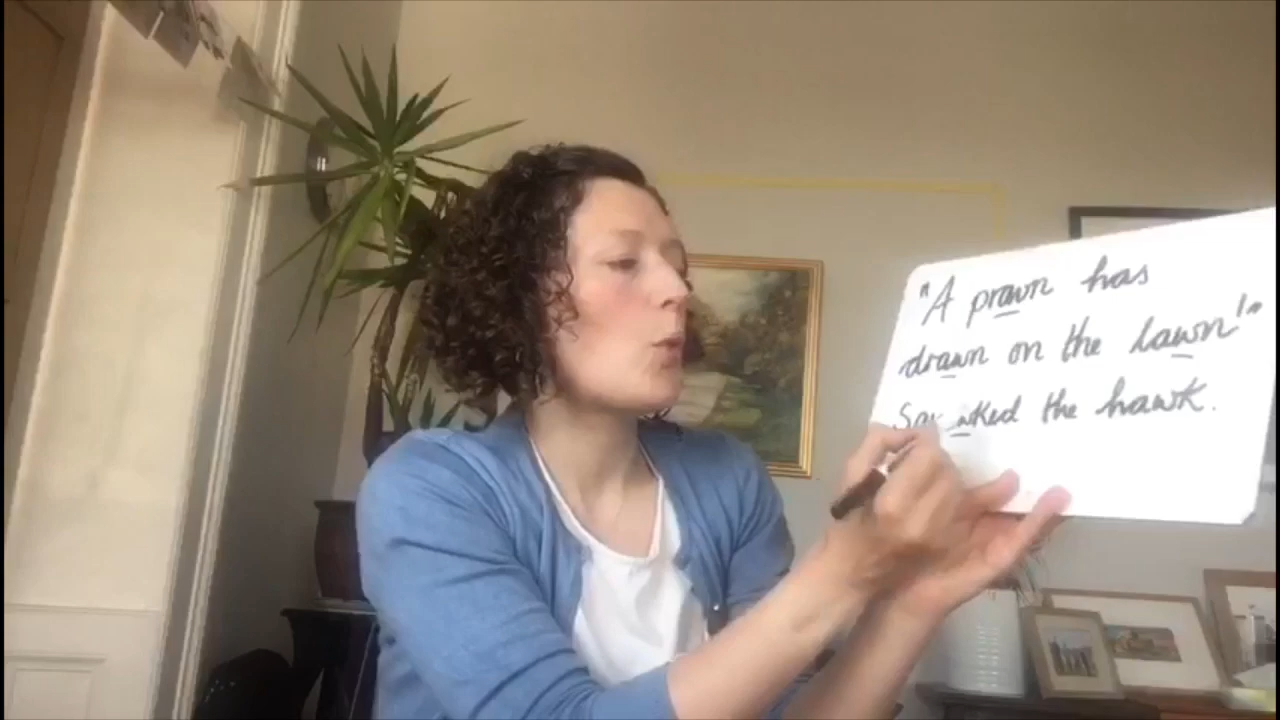 "A prawn has
drawn on the lawn!"
the hawk.